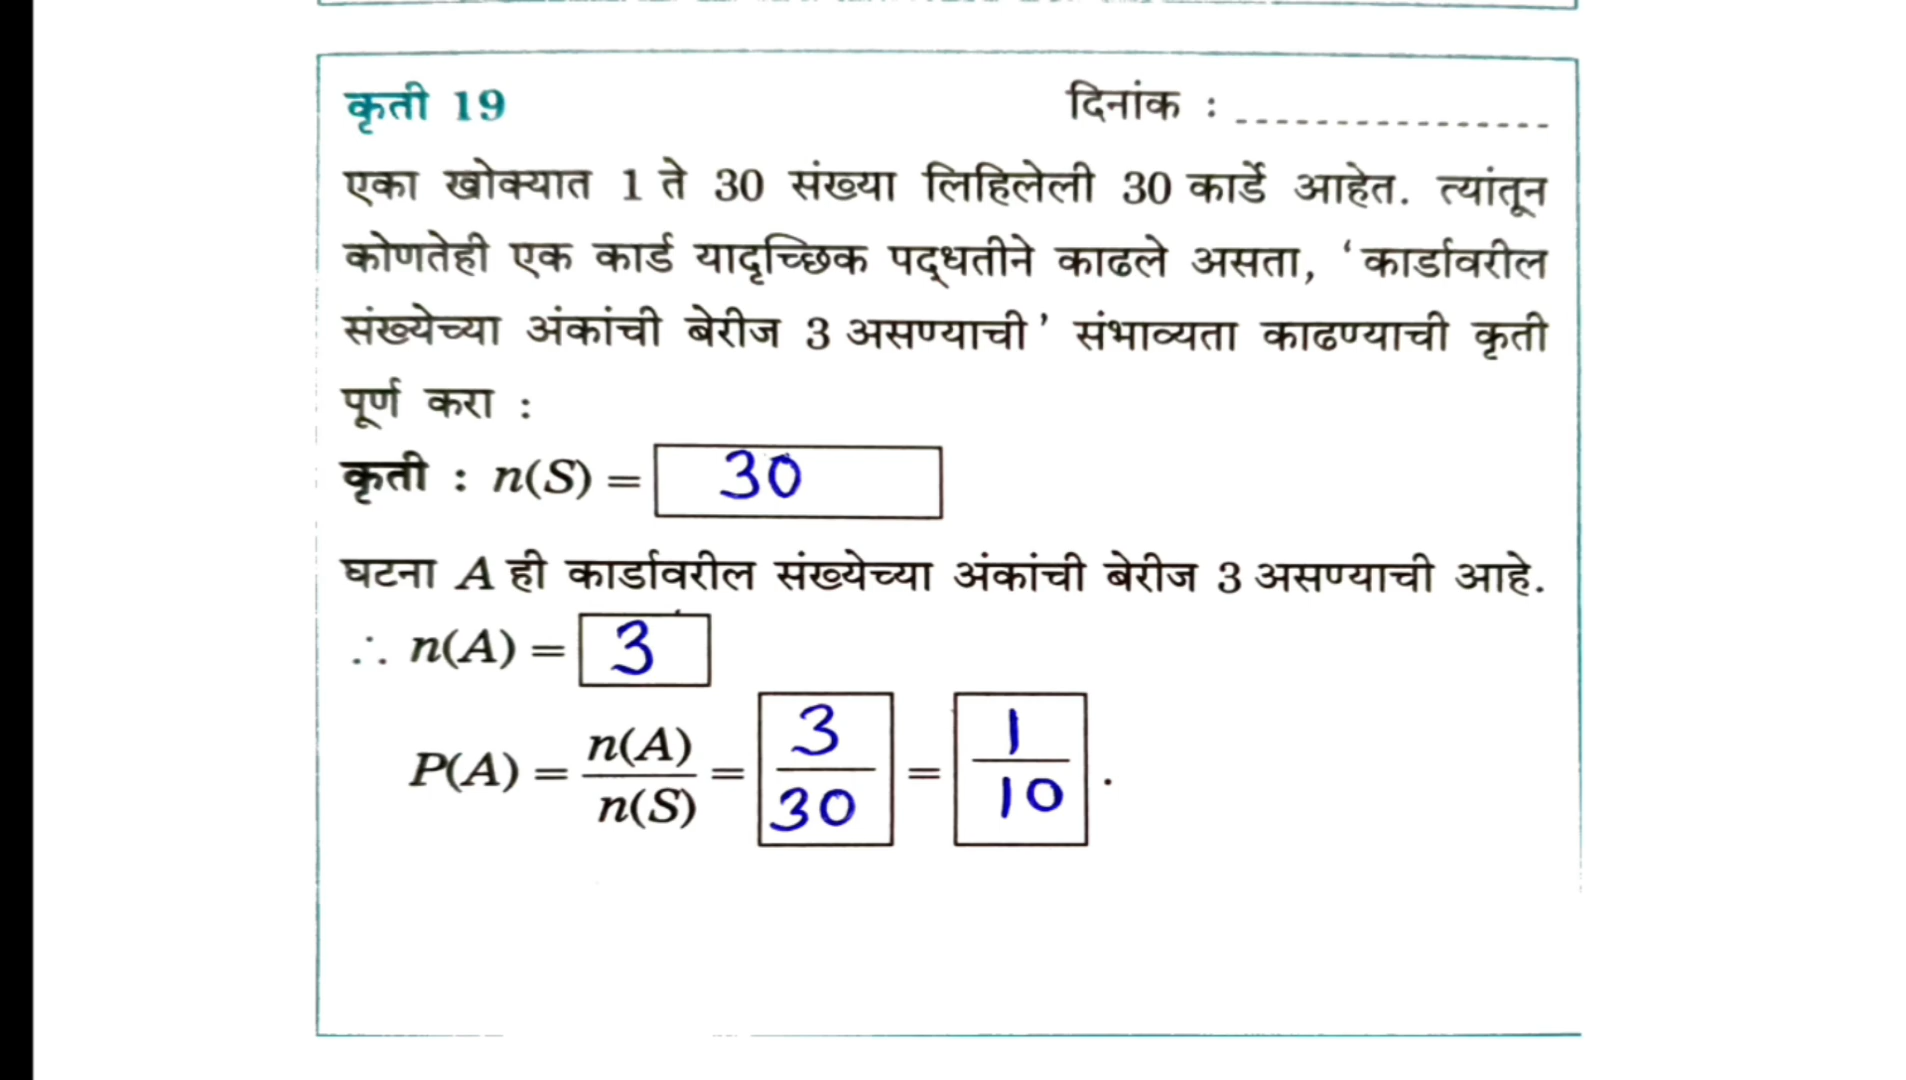 कृती 19 दिनांक : ________________
एका खोक्यात 1 ते 30 संख्या लिहिलेली 30 कार्डे आहेत. त्यांतून
कोणतेही एक कार्ड यादृच्छिक पद्धतीने काढले असता, ‘कार्डावरील
संख्येच्या अंकांची बेरीज 3 असण्याची’ संभाव्यता काढण्याची कृती
पूर्ण करा :
कृती : n(S) = 30
घटना A ही कार्डावरील संख्येच्या अंकांची बेरीज 3 असण्याची आहे.
∴ n(A) = 3
P(A) = n(A)/n(S) = 3/30 = 1/10 .